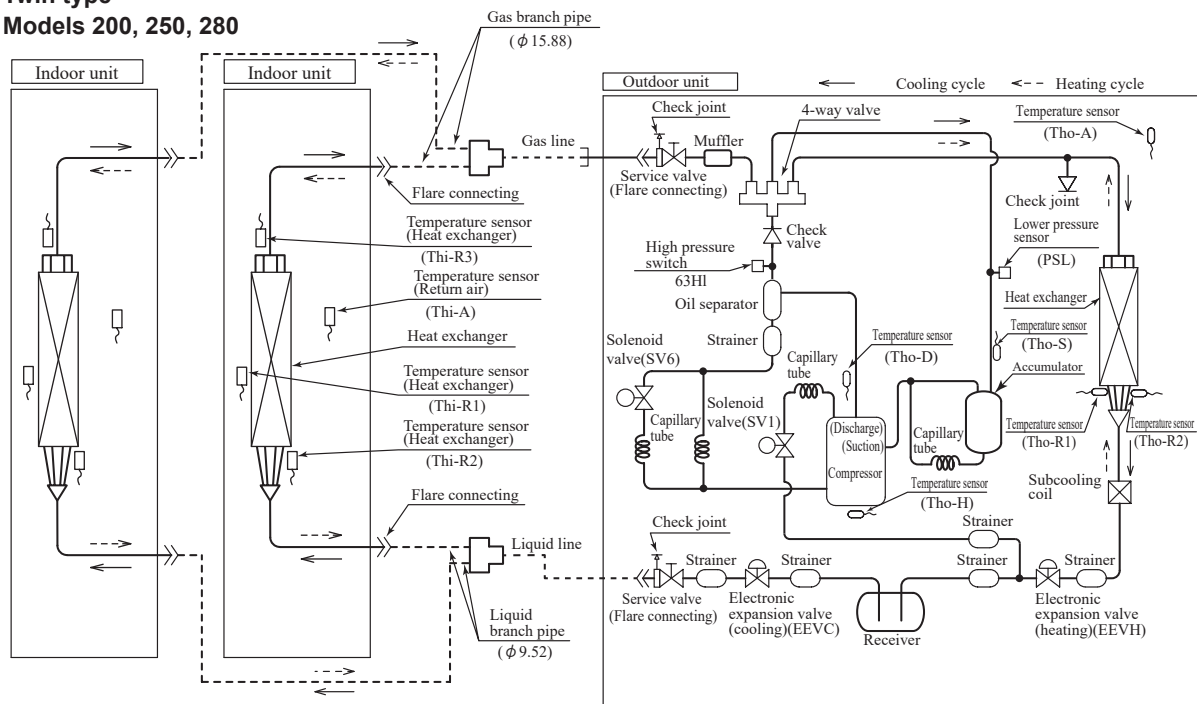 Twin type
Models 200, 250, 280
Gas branch pipe
(ϕ 15.88)
Indoor unit
Indoor unit
Outdoor unit
Cooling cycle
Heating cycle
Check joint
4-way valve
Temperature sensor
(Tho-A)
Gas line
Muffler
Service valve
(Flare connecting)
Check joint
Flare connecting
Temperature sensor
(Heat exchanger)
(Thi-R3)
Check
valve
High pressure
switch
63Hl
Lower pressure
sensor
(PSL)
Temperature sensor
(Return air)
(Thi-A)
Oil separator
Heat exchanger
Heat exchanger
Solenoid
valve(SV6)
Strainer
Capillary
tube
Temperature sensor
(Tho-D)
Temperature sensor
(Tho-S)
Accumulator
Temperature sensor
(Heat exchanger)
(Thi-R1)
Capillary
tube
Solenoid
valve(SV1)
(Discharge)
(Suction)
Compressor
Capillary
tube
Temperature sensor
(Tho-R1)
Temperature sensor
(Tho-R2)
Temperature sensor
(Heat exchanger)
(Thi-R2)
Temperature sensor
(Tho-H)
Subcooling
coil
Flare connecting
Check joint
Strainer
Liquid line
Strainer
Strainer
Strainer
Strainer
Service valve
(Flare connecting)
Electronic
expansion valve
(cooling)(EEVC)
Receiver
Electronic
expansion valve
(heating)(EEVH)
Liquid
branch pipe
(ϕ 9.52)